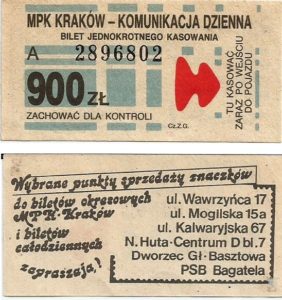 MPK KRAKÓW – KOMUNIKACJA DZIENNA
BILET JEDNOKROTNEGO KASOWANIA
A 2896802
900 ZŁ
ZACHOWAĆ DLA KONTROLI
Cz.Z.G.
TU KASOWAĆ
ZARAZ PO WEJŚCIU
DO POJAZDU
Wybrane punkty sprzedaży znaczków
do biletów okresowych
MPK-Kraków
i biletów
całodziennych
zapraszają!
ul. Wawrzyńca 17
ul. Mogilska 15a
ul. Kalwaryjska 67
N. Huta-Centrum D bl. 7
Dworzec Gł-Basztowa
PSB Bagatela